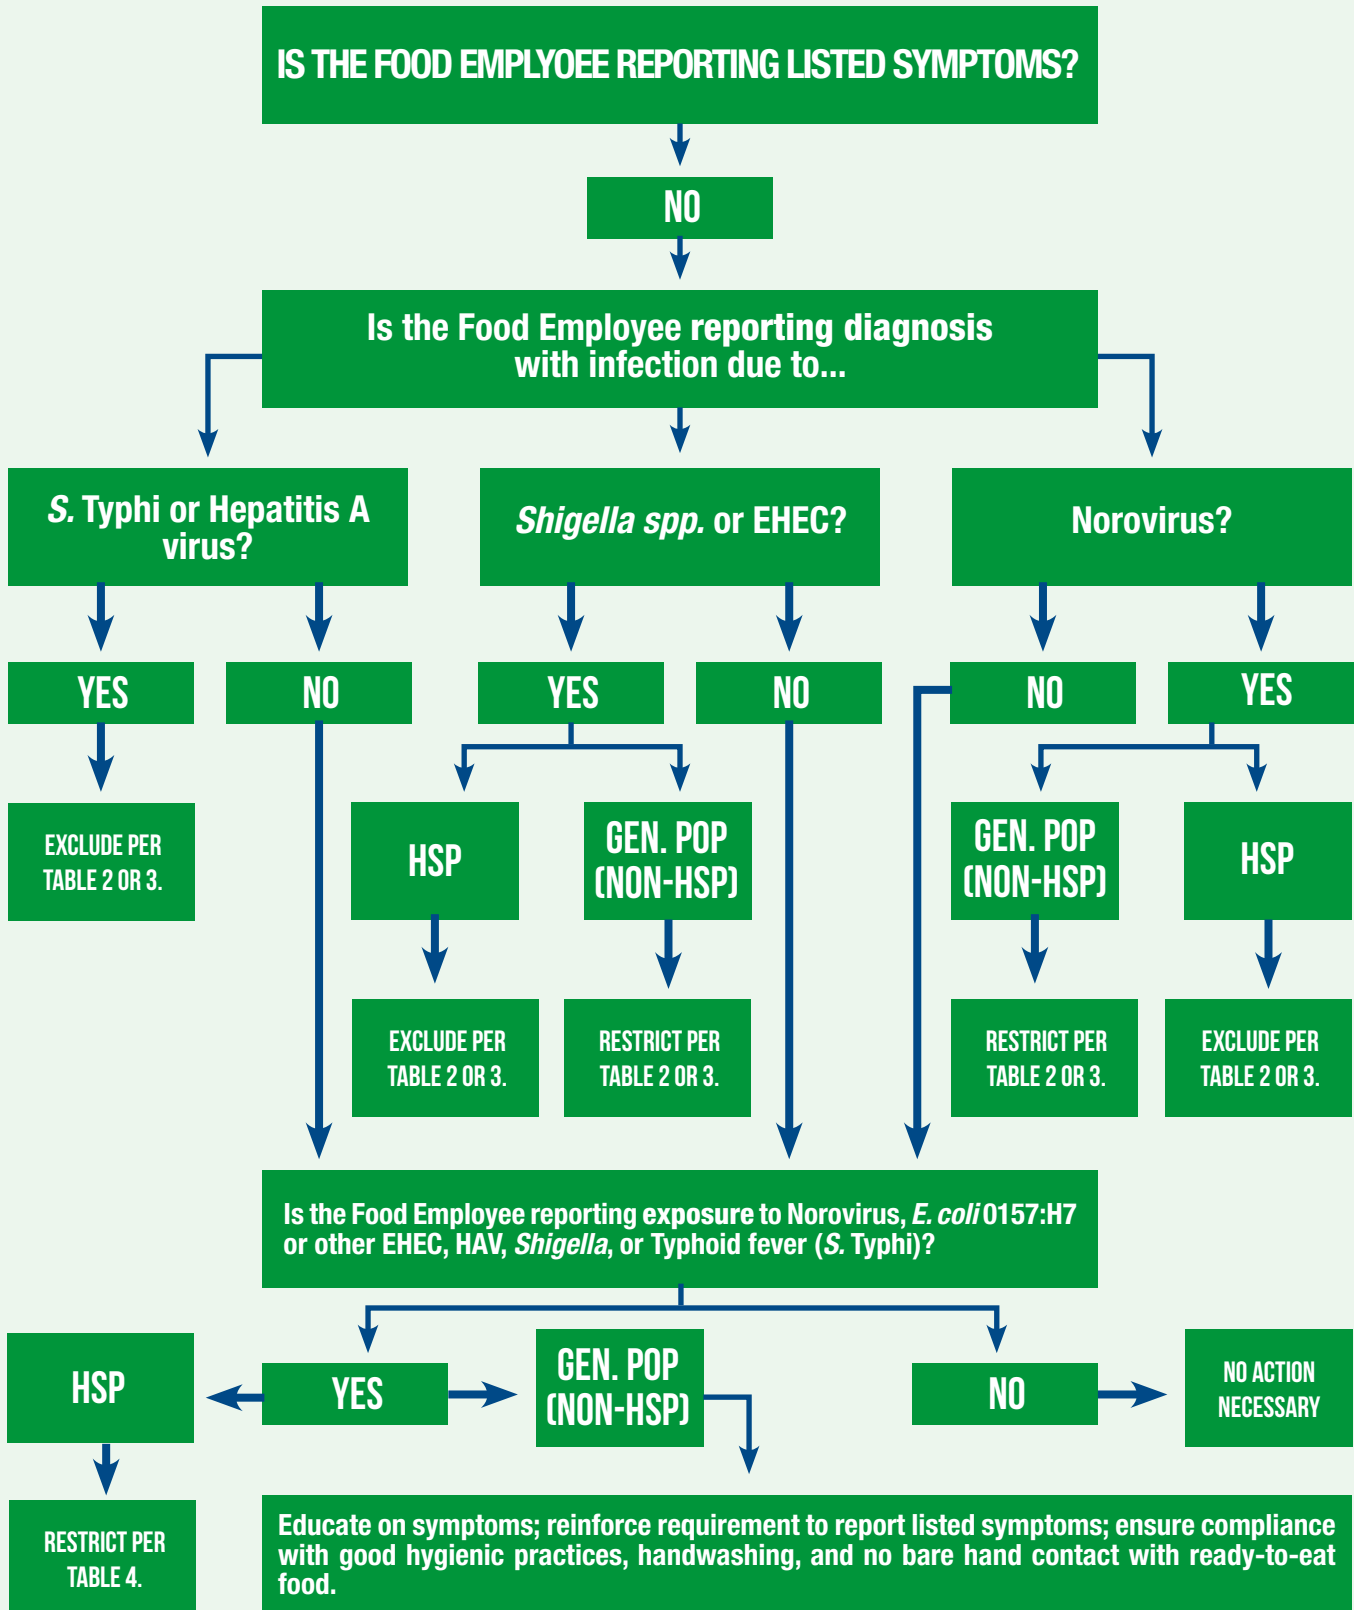 IS THE FOOD EMPLYOEE REPORTING LISTED SYMPTOMS?
NO
Is the Food Employee reporting diagnosis
with infection due to...
S. Typhi or Hepatitis A
virus?
Shigella spp. or EHEC?
Norovirus?
YES
NO
YES
NO
NO
YES
EXCLUDE PER
TABLE 2 OR 3.
HSP
GEN. POP
(NON-HSP)
GEN. POP
(NON-HSP)
HSP
EXCLUDE PER
TABLE 2 OR 3.
RESTRICT PER
TABLE 2 OR 3.
RESTRICT PER
TABLE 2 OR 3.
EXCLUDE PER
TABLE 2 OR 3.
Is the Food Employee reporting exposure to Norovirus, E. coli 0157:H7
or other EHEC, HAV, Shigella, or Typhoid fever (S. Typhi)?
HSP
YES
GEN. POP
(NON-HSP)
NO
NO ACTION
NECESSARY
RESTRICT PER
TABLE 4.
Educate on symptoms; reinforce requirement to report listed symptoms; ensure compliance
with good hygienic practices, handwashing, and no bare hand contact with ready-to-eat
food.